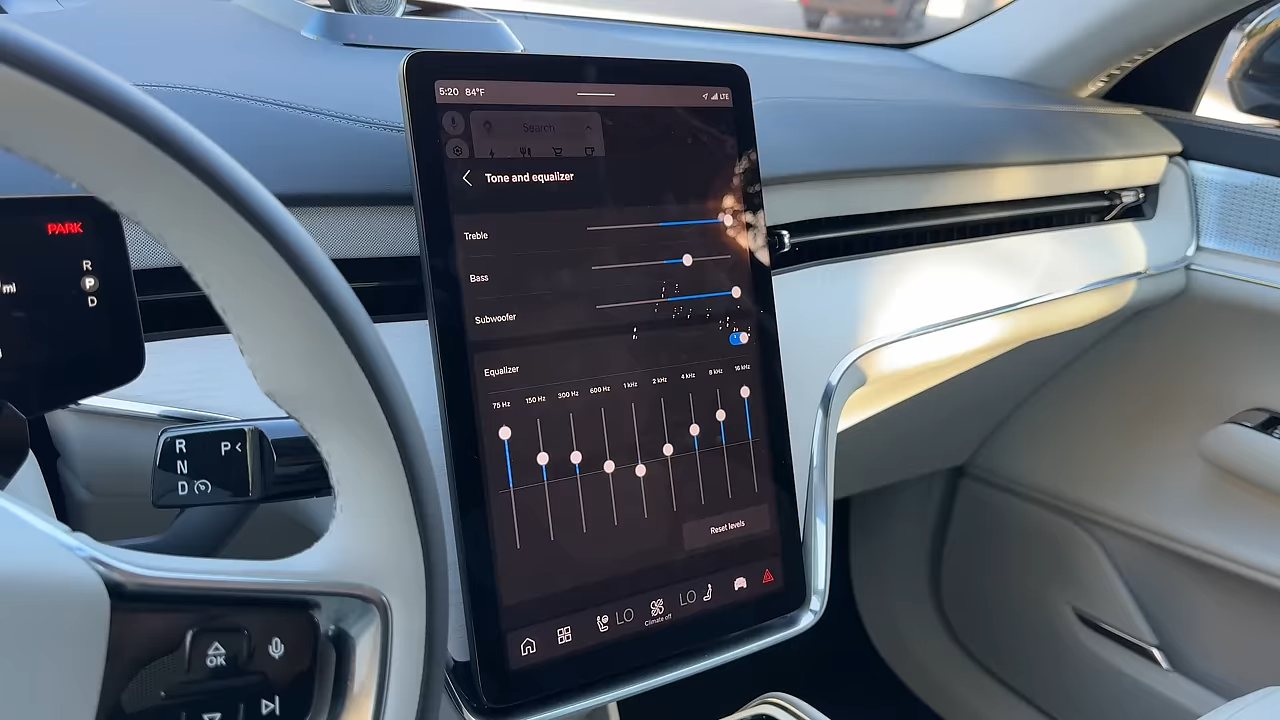 5:20 84°F
LTE
Search
Tone and equalizer
Treble
Bass
Subwoofer
Equalizer
75 Hz 150 Hz 300 Hz 600 Hz 1 kHz 2 kHz 4 kHz 8 kHz 16 kHz
Reset levels
LO LO
Climate off
PARK
R
P
D
R
N
D
P<
OK